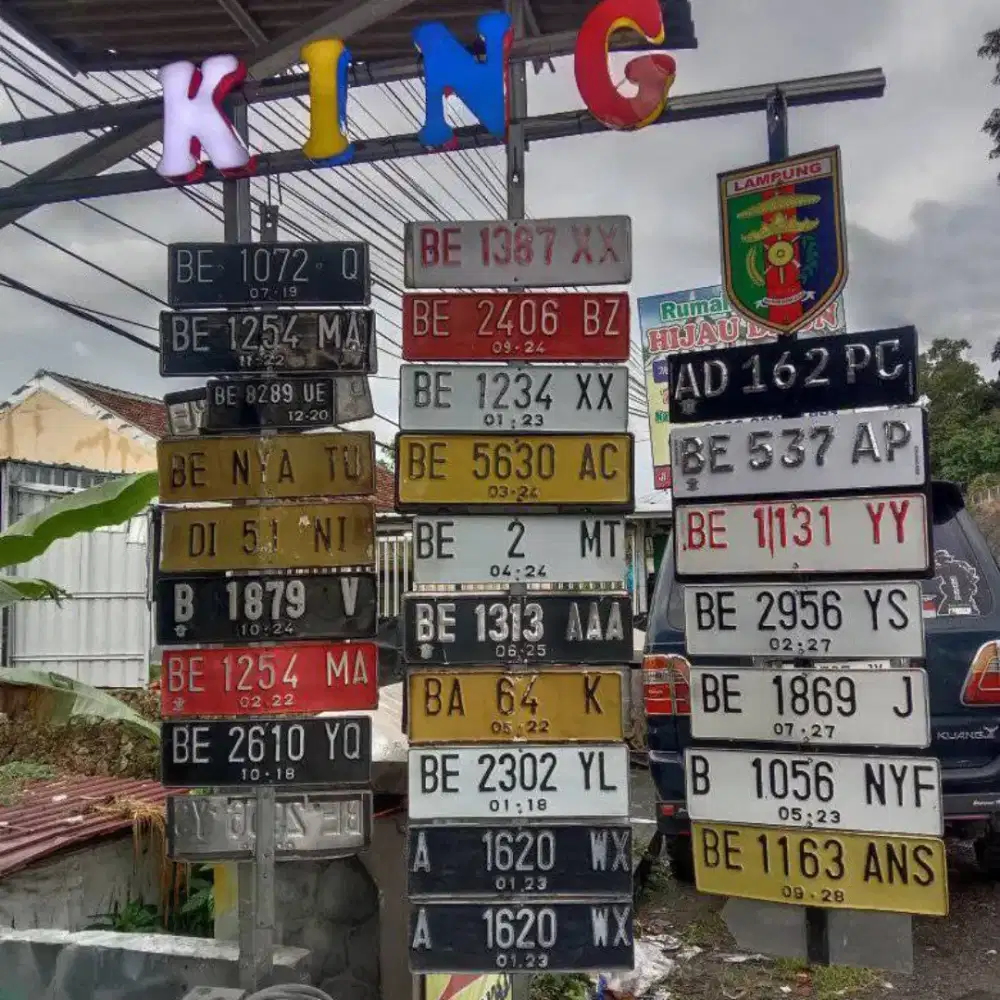 KING
BE 1072 Q
07·19
BE 1254 MA
11·22
BE 8289 UE
12·20
BE NYA TU
DI 51 NI
B 1879 V
10·24
BE 1254 MA
02·22
BE 2610 YQ
10·18
BE 1367 XX
BE 2406 BZ
09·24
BE 1234 XX
01·23
BE 5630 AC
03·24
BE 2 MT
04·24
BE 1313 AAA
06·25
BA 64 K
05·22
BE 2302 YL
01·18
A 1620 WX
01·23
A 1620 WX
01·23
LAMPUNG
Rumah
HIJAU
AD 162 PC
BE 537 AP
BE 1131 YY
BE 2956 YS
02·27
BE 1869 J
07·27
B 1056 NYF
05·23
BE 1163 ANS
09·28
KIJANG